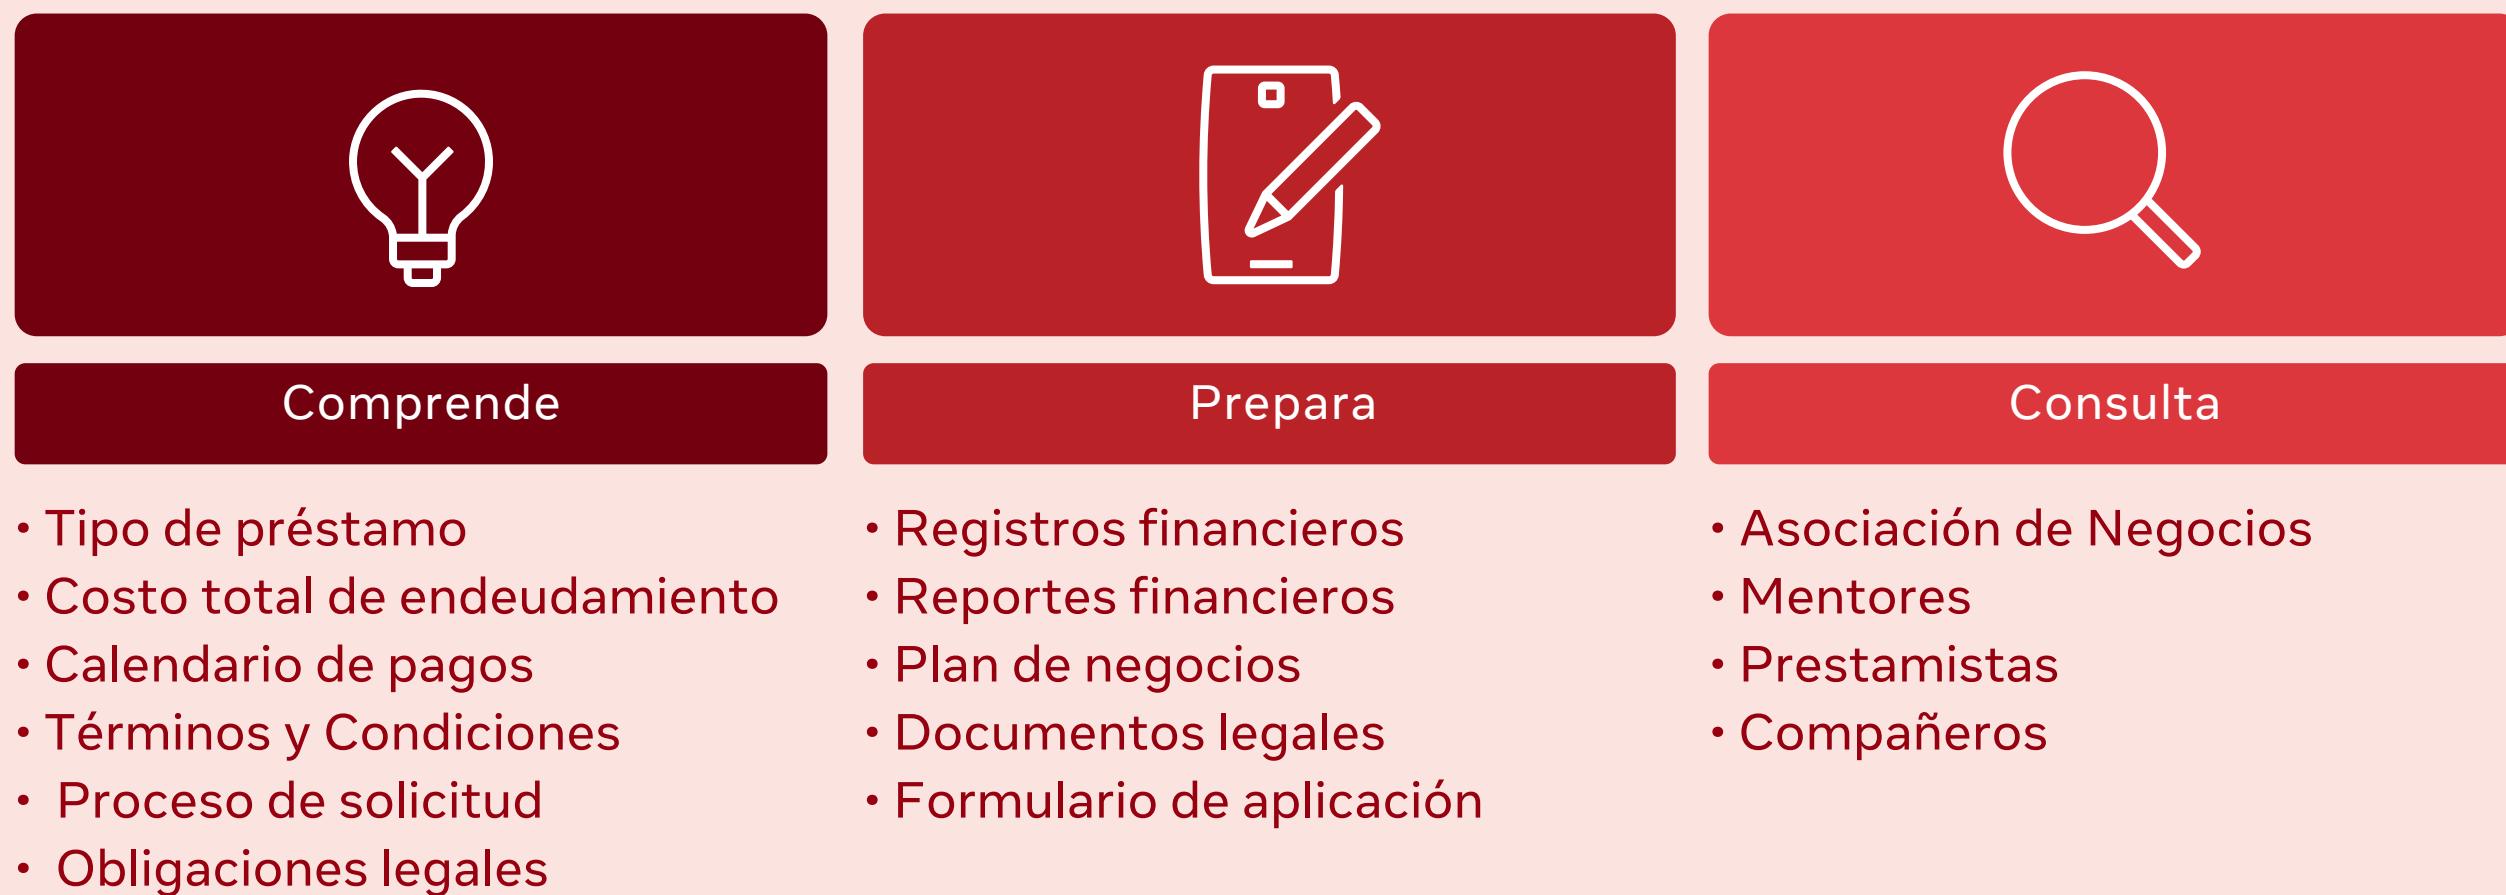 Comprende
• Tipo de préstamo
• Costo total de endeudamiento
• Calendario de pagos
• Términos y Condiciones
• Proceso de solicitud
• Obligaciones legales
Prepara
• Registros financieros
• Reportes financieros
• Plan de negocios
• Documentos legales
• Formulario de aplicación
Consulta
• Asociación de Negocios
• Mentores
• Prestamistas
• Compañeros